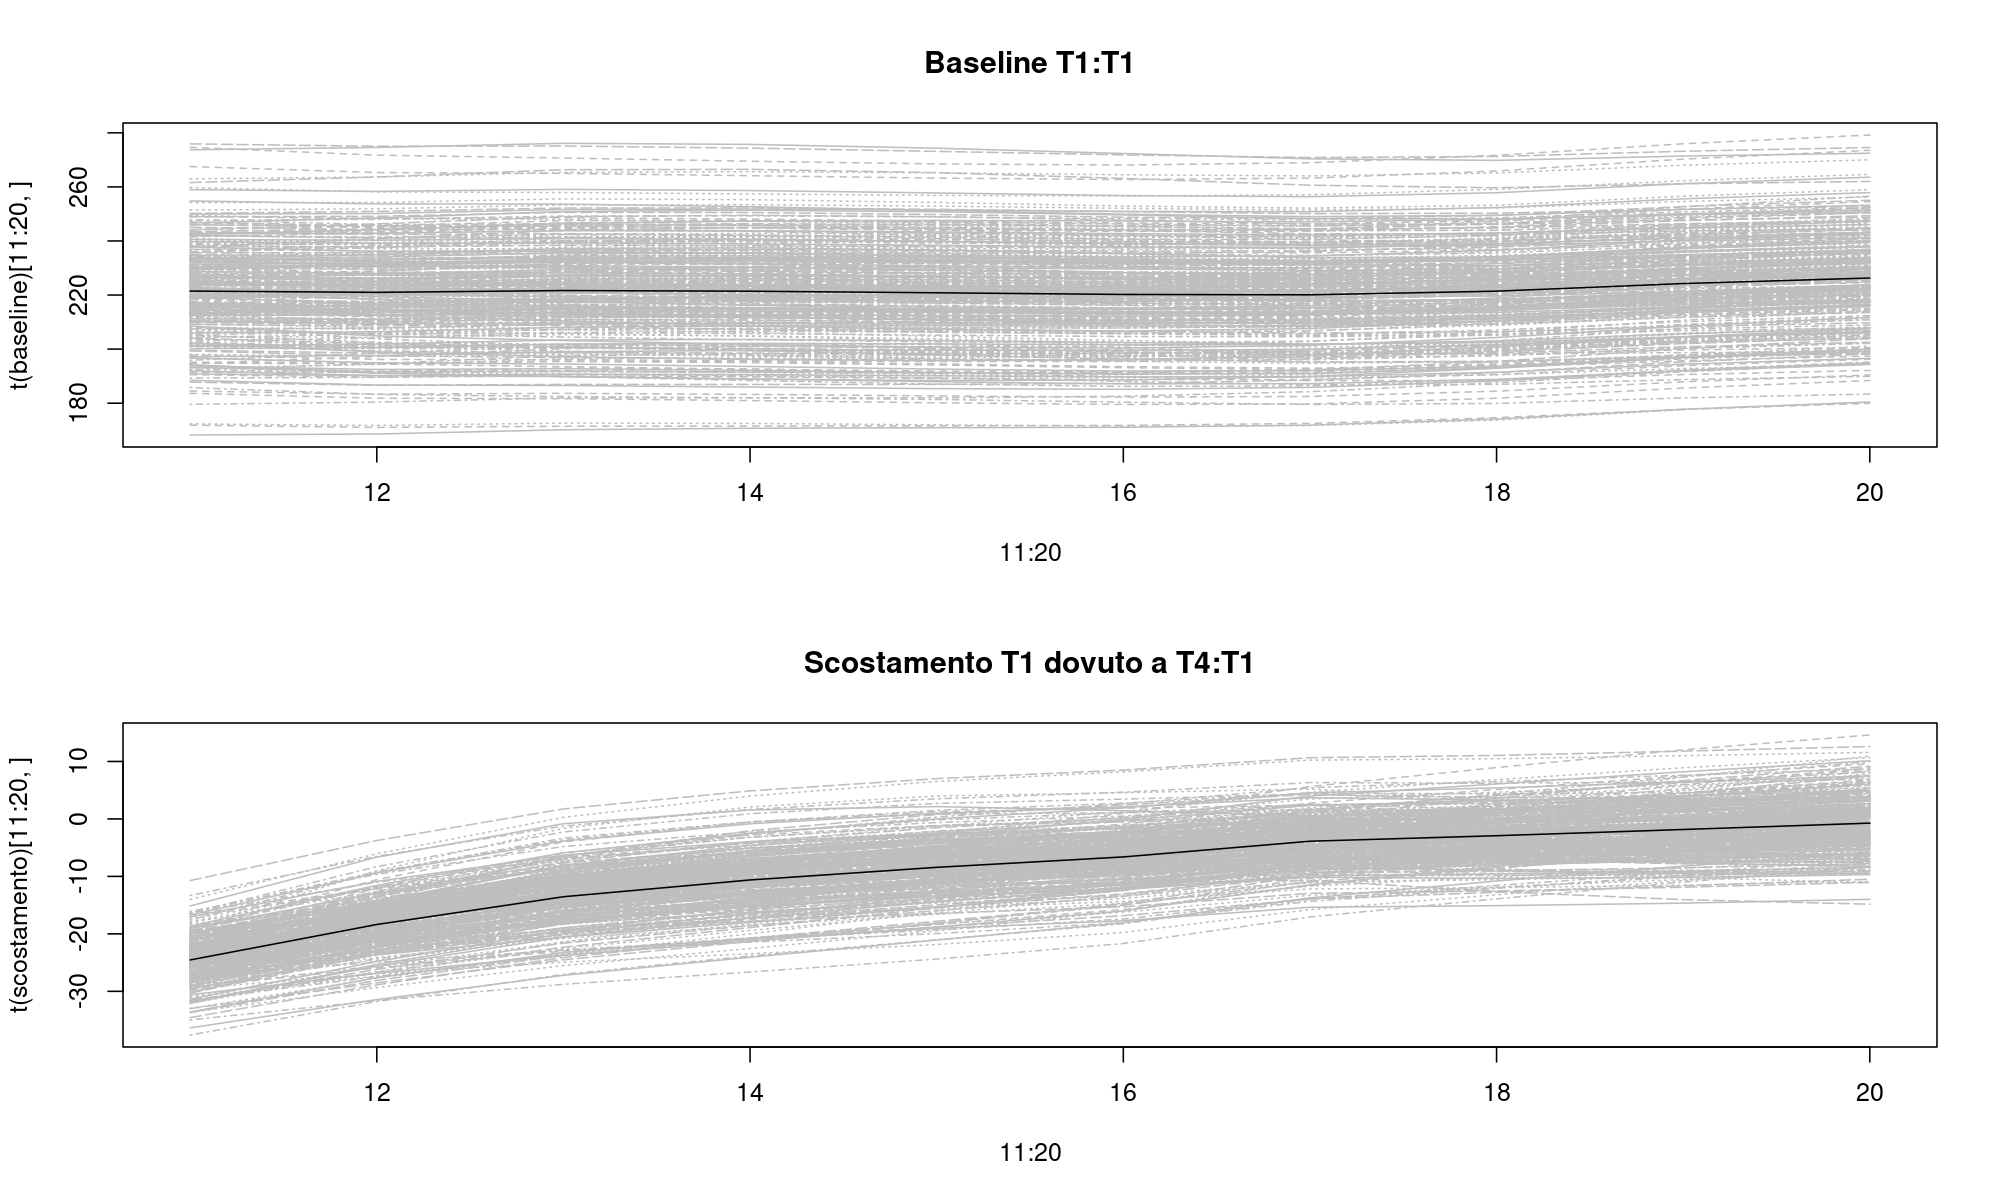 Baseline T1:T1
t(baseline)[11:20, ]
260
220
180
12 14 16 18 20
11:20
Scostamento T1 dovuto a T4:T1
t(scostamento)[11:20, ]
10
0
-10
-20
-30
12 14 16 18 20
11:20